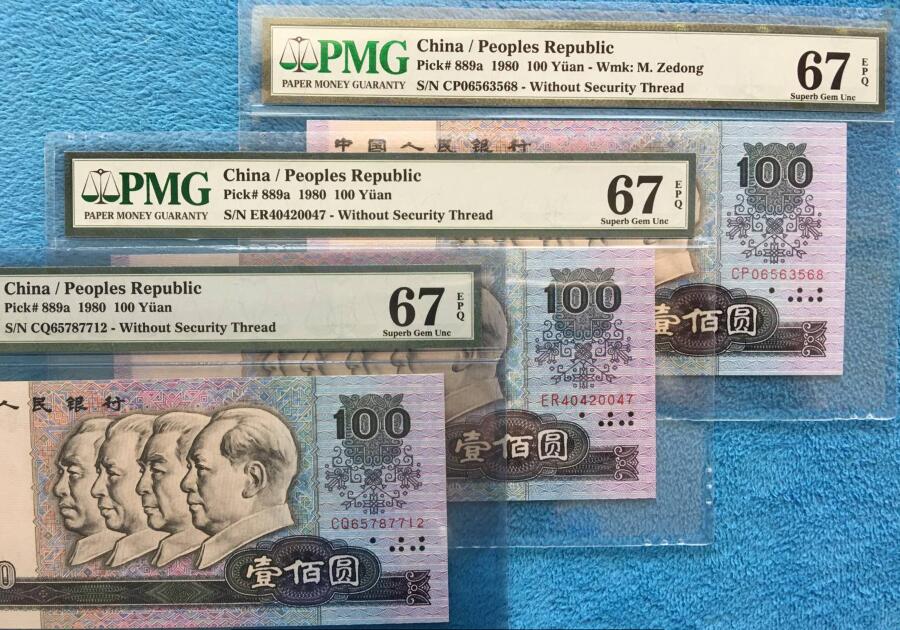 PMG
PAPER MONEY GUARANTY
China / Peoples Republic
Pick# 889a 1980 100 Yüan - Wmk: M. Zedong
S/N CP06563568 - Without Security Thread
67
EPQ
Superb Gem Unc
中国人民银行
100
CP06563568
壹佰圆
PMG
PAPER MONEY GUARANTY
China / Peoples Republic
Pick# 889a 1980 100 Yüan
S/N ER40420047 - Without Security Thread
67
EPQ
Superb Gem Unc
100
ER40420047
壹佰圆
China / Peoples Republic
Pick# 889a 1980 100 Yüan
S/N CQ65787712 - Without Security Thread
67
EPQ
Superb Gem Unc
人民银行
100
CQ65787712
壹佰圆
0